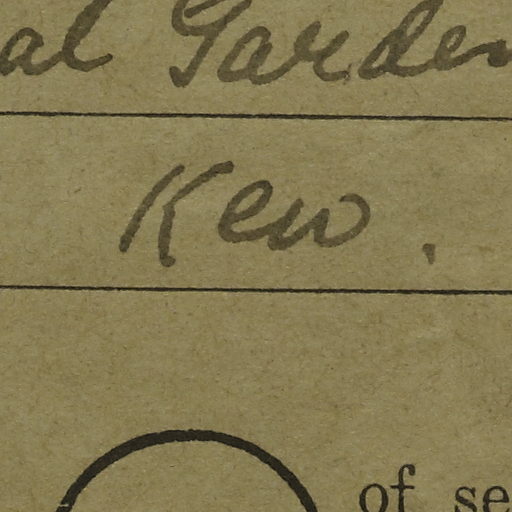 al Garden
Kew.
of se